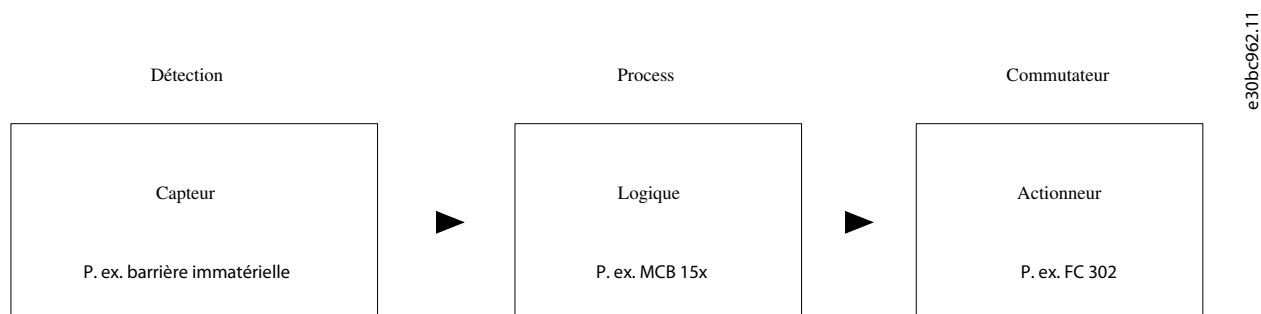 e30bc962.11
Détection
Process
Commutateur
Capteur
Logique
Actionneur
P. ex. barrière immatérielle
P. ex. MCB 15x
P. ex. FC 302